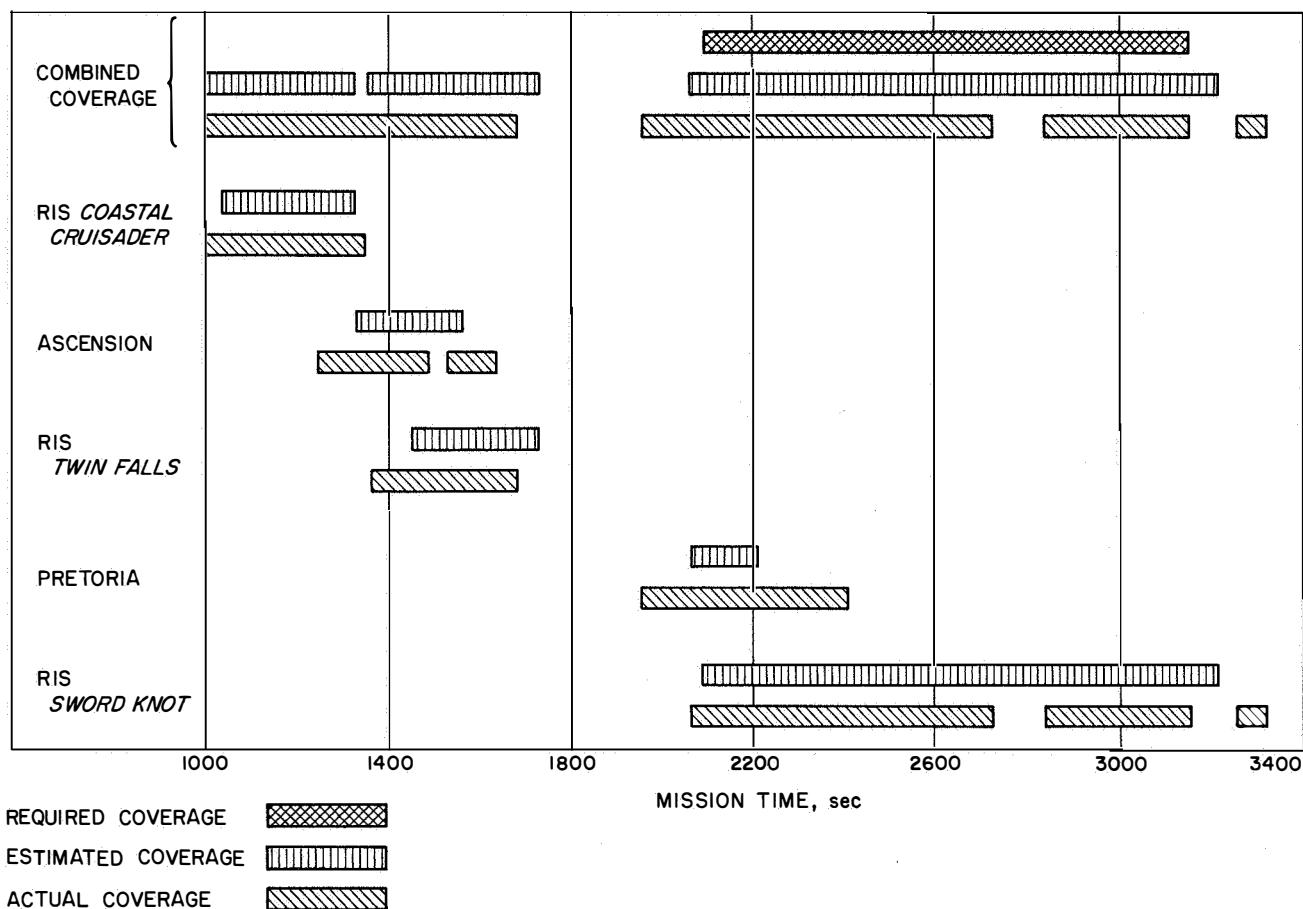 COMBINED
COVERAGE
RIS COASTAL
CRUISADER
ASCENSION
RIS
TWIN FALLS
PRETORIA
RIS
SWORD KNOT
1000 1400 1800 2200 2600 3000 3400
MISSION TIME, sec
REQUIRED COVERAGE
ESTIMATED COVERAGE
ACTUAL COVERAGE